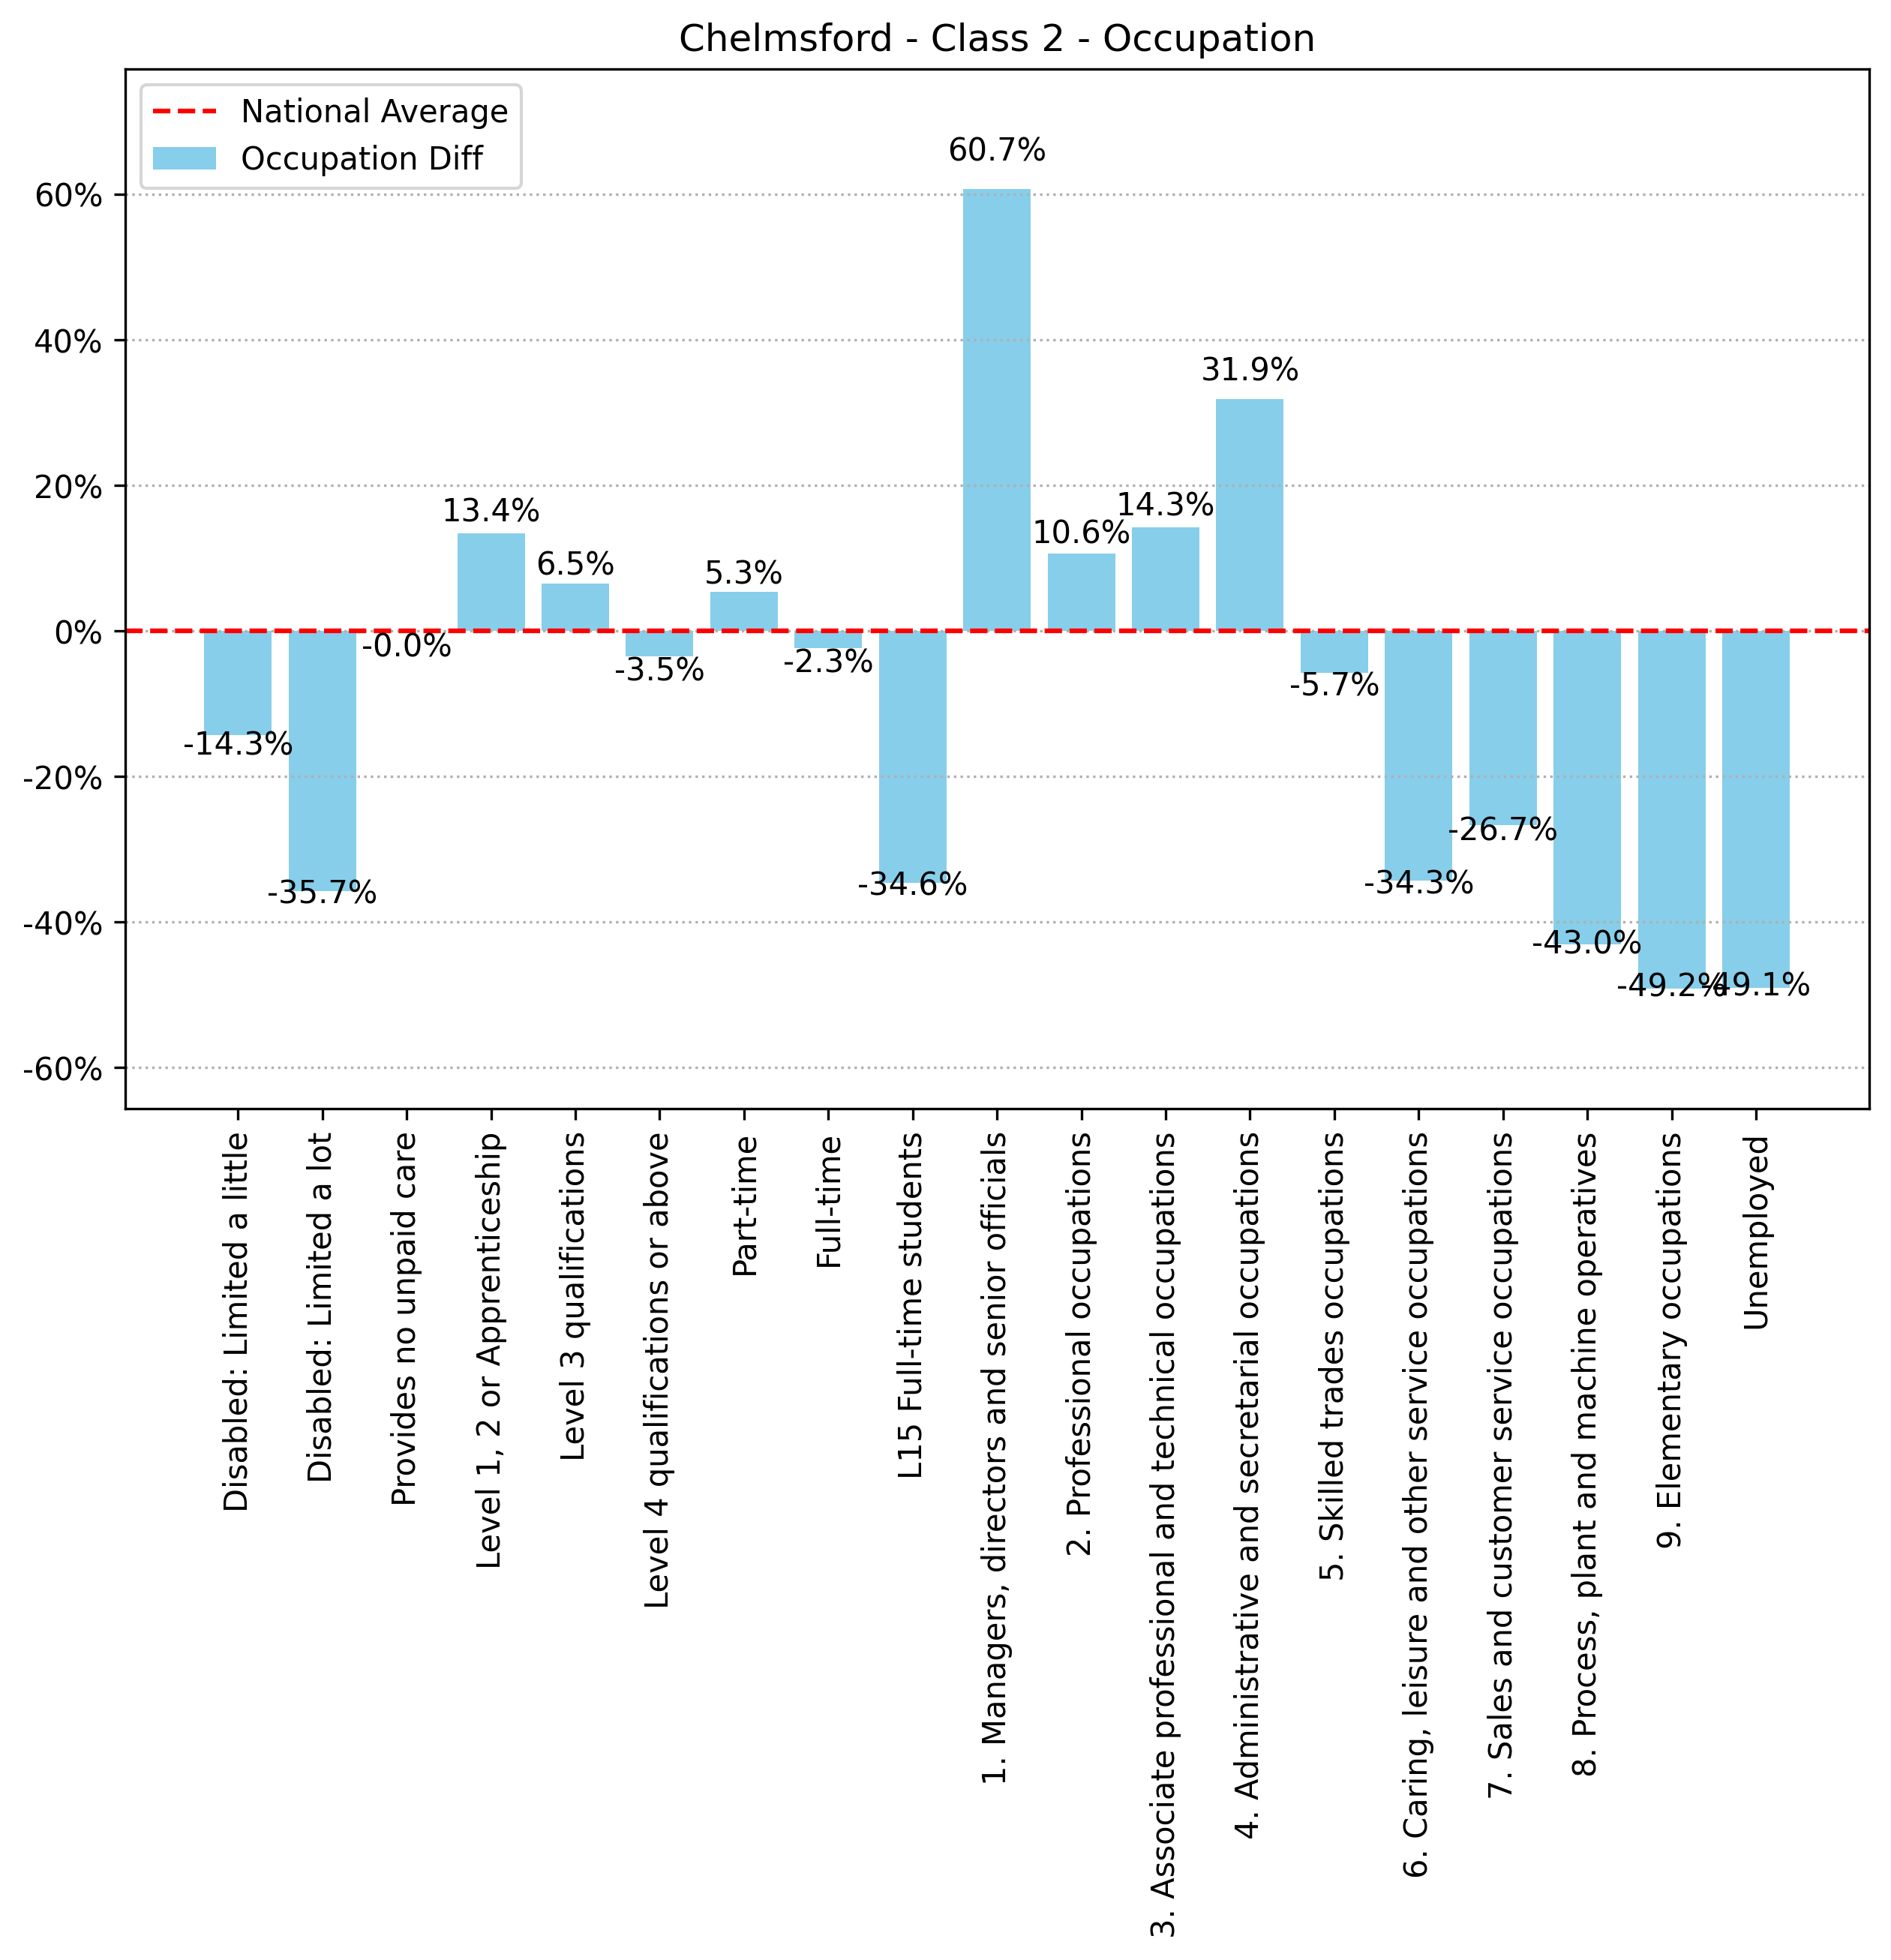 Chelmsford - Class 2 - Occupation
National Average
Occupation Diff
60%
40%
20%
0%
-20%
-40%
-60%
-14.3%
-35.7%
-0.0%
13.4%
6.5%
-3.5%
5.3%
-2.3%
-34.6%
60.7%
10.6%
14.3%
31.9%
-5.7%
-34.3%
-26.7%
-43.0%
-49.2%
-49.1%
Disabled: Limited a little
Disabled: Limited a lot
Provides no unpaid care
Level 1, 2 or Apprenticeship
Level 3 qualifications
Level 4 qualifications or above
Part-time
Full-time
L15 Full-time students
1. Managers, directors and senior officials
2. Professional occupations
3. Associate professional and technical occupations
4. Administrative and secretarial occupations
5. Skilled trades occupations
6. Caring, leisure and other service occupations
7. Sales and customer service occupations
8. Process, plant and machine operatives
9. Elementary occupations
Unemployed